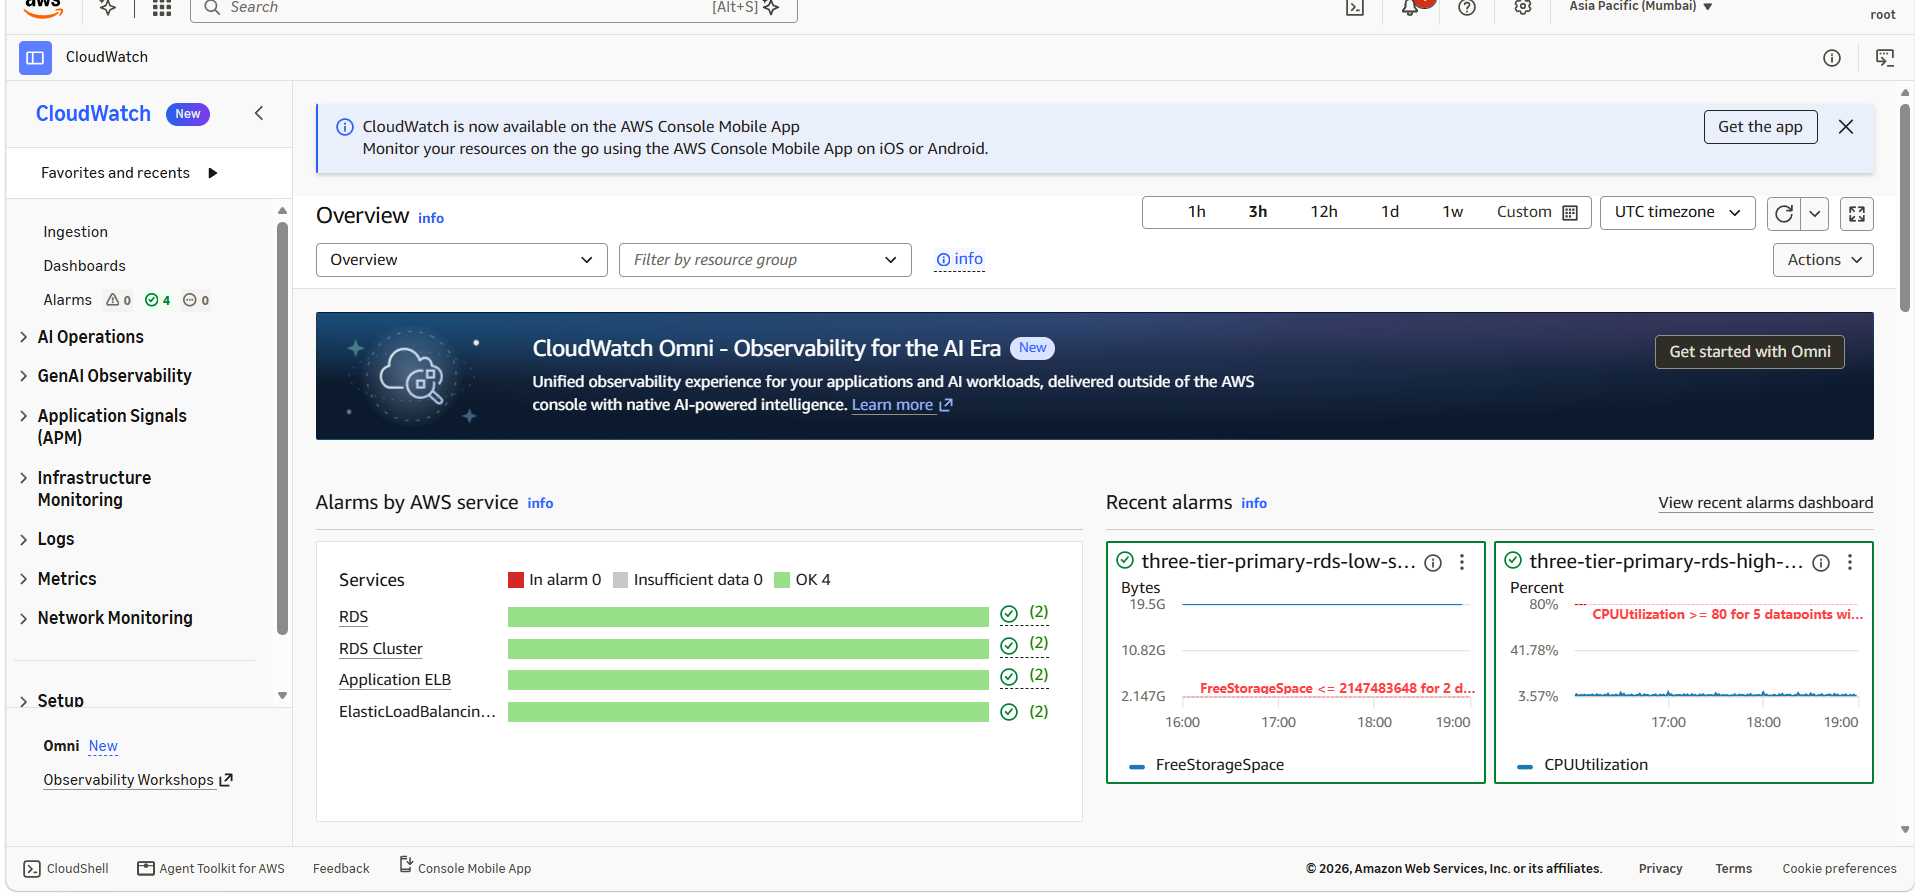 aws
Search
[Alt+S]
Asia Pacific (Mumbai)
root
CloudWatch
CloudWatch New
Favorites and recents
Ingestion
Dashboards
Alarms 0 4 0
AI Operations
GenAI Observability
Application Signals
(APM)
Infrastructure
Monitoring
Logs
Metrics
Network Monitoring
Setup
Omni New
Observability Workshops
CloudWatch is now available on the AWS Console Mobile App
Monitor your resources on the go using the AWS Console Mobile App on iOS or Android.
Get the app
Overview info
1h 3h 12h 1d 1w Custom
UTC timezone
Overview
Filter by resource group
info
Actions
CloudWatch Omni - Observability for the AI Era New
Unified observability experience for your applications and AI workloads, delivered outside of the AWS
console with native AI-powered intelligence. Learn more
Get started with Omni
Alarms by AWS service info
Services
In alarm 0 Insufficient data 0 OK 4
RDS (2)
RDS Cluster (2)
Application ELB (2)
ElasticLoadBalancin... (2)
Recent alarms info
View recent alarms dashboard
three-tier-primary-rds-low-s...
Bytes
19.5G
10.82G
FreeStorageSpace <= 2147483648 for 2 d...
2.147G
16:00 17:00 18:00 19:00
FreeStorageSpace
three-tier-primary-rds-high-...
Percent
80%
CPUUtilization >= 80 for 5 datapoints wi...
41.78%
3.57%
17:00 18:00 19:00
CPUUtilization
CloudShell
Agent Toolkit for AWS
Feedback
Console Mobile App
© 2026, Amazon Web Services, Inc. or its affiliates.
Privacy
Terms
Cookie preferences